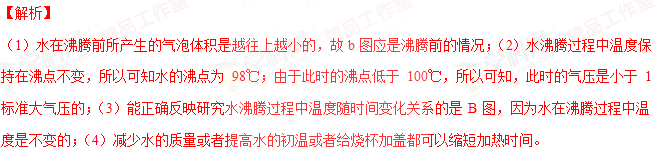 【解析】
（1）水在沸腾前所产生的气泡体积是越往上越小的，故 b 图应是沸腾前的情况；（2）水沸腾过程中温度保
持在沸点不变，所以可知水的沸点为 98℃；由于此时的沸点低于 100℃，所以可知，此时的气压是小于 1
标准大气压的；（3）能正确反映研究水沸腾过程中温度随时间变化关系的是 B 图，因为水在沸腾过程中温
度是不变的；（4）减少水的质量或者提高水的初温或者给烧杯加盖都可以缩短加热时间。